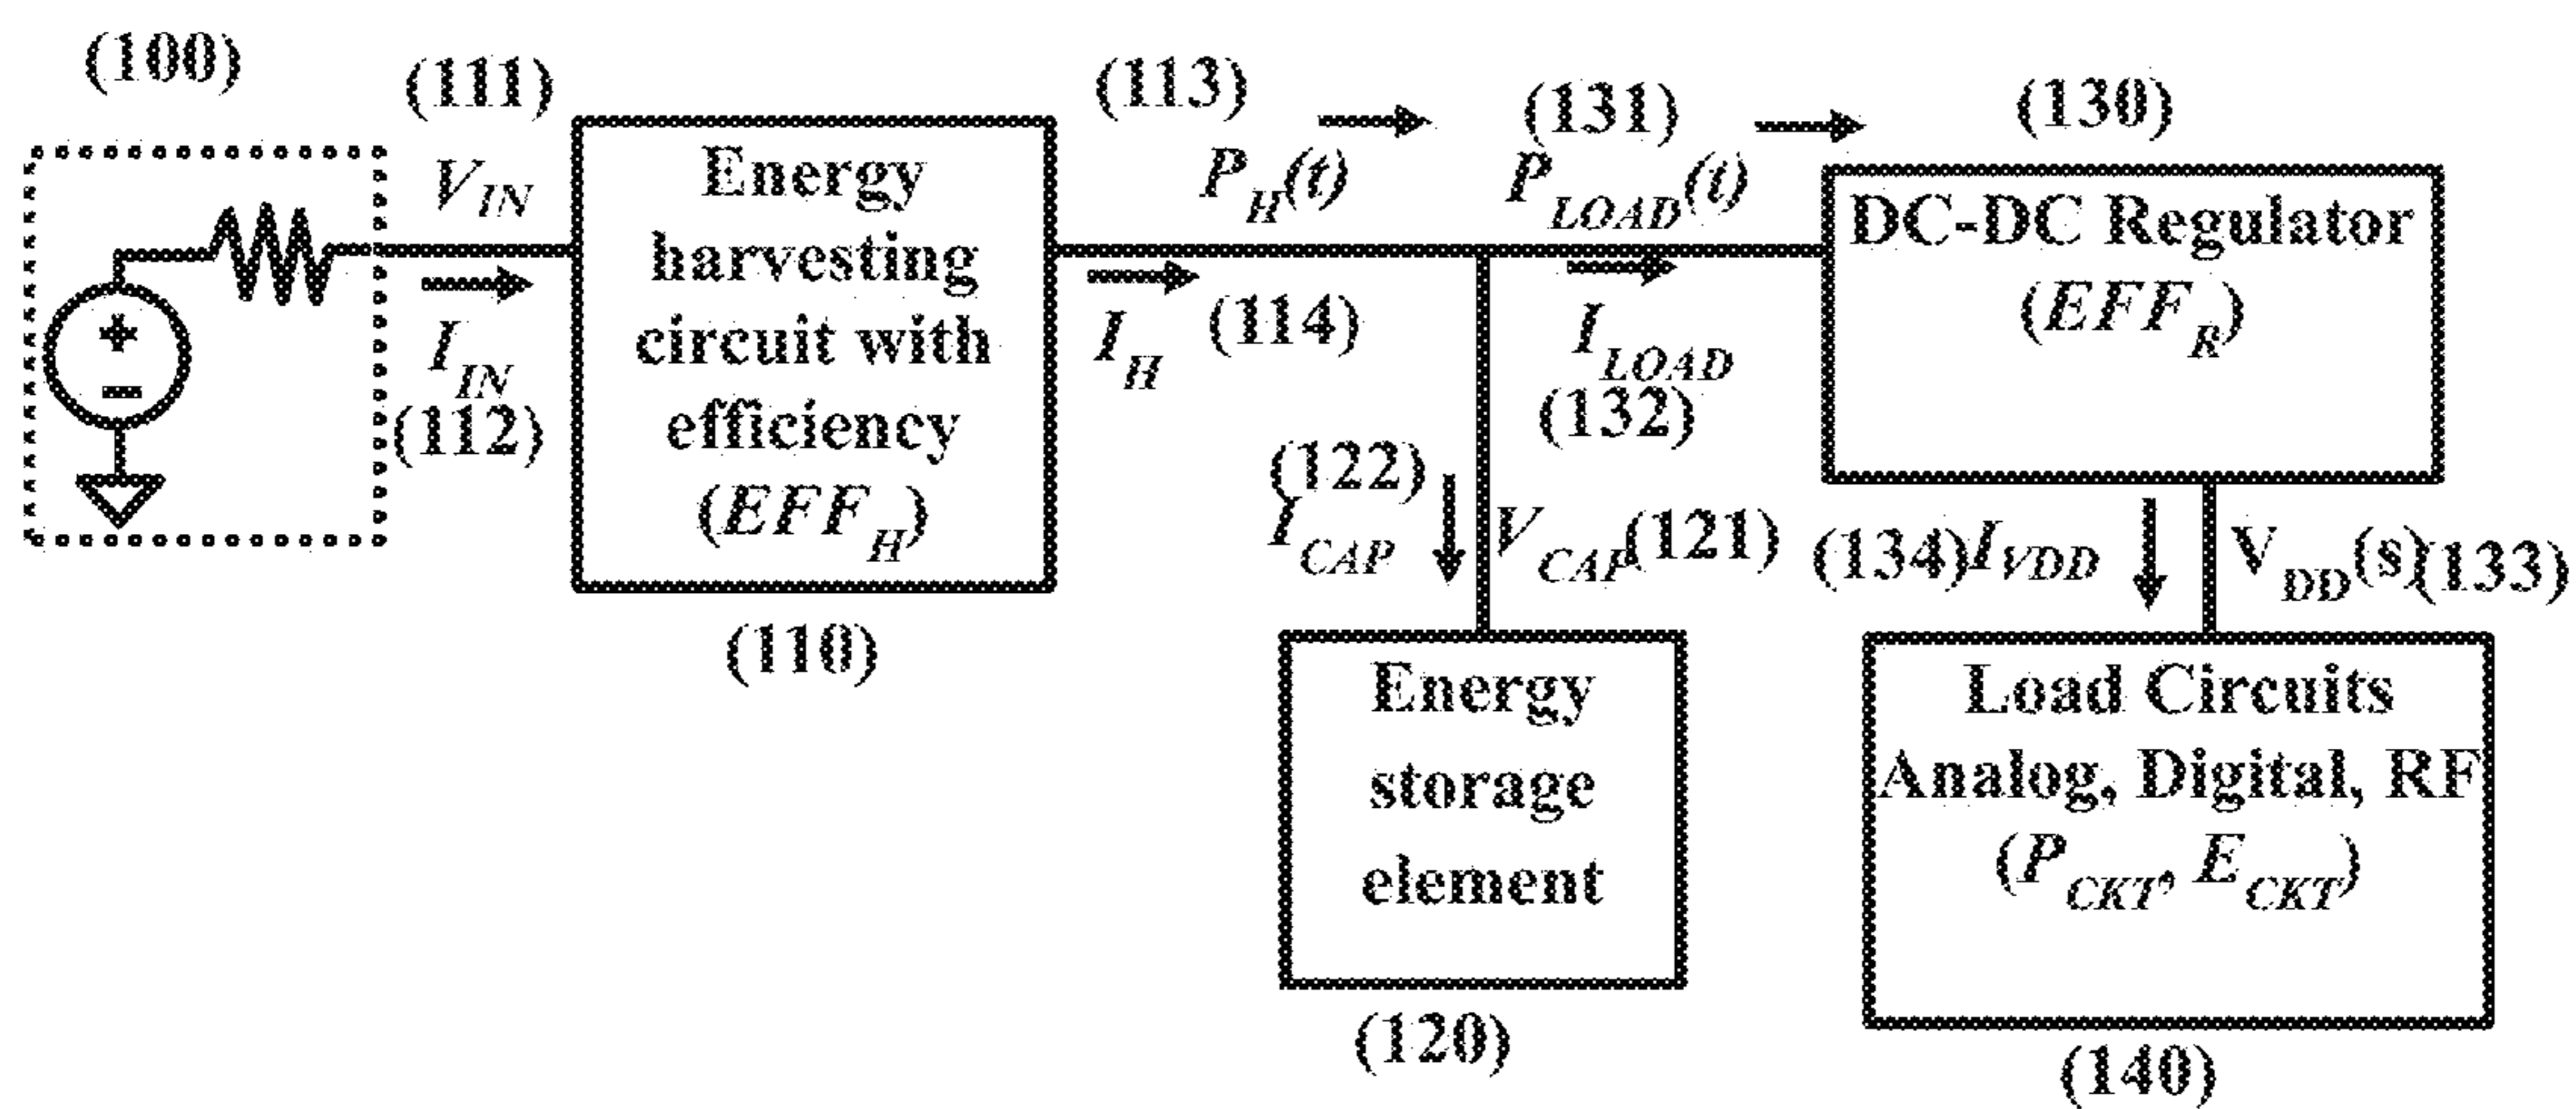 (100)
(111)
V_IN
I_IN
(112)
+
−
Energy
harvesting
circuit with
efficiency
(EFF_H)
(110)
(113)
P_H(t)
I_H
(114)
(131)
P_LOAD(t)
I_LOAD
(132)
(122)
I_CAP
V_CAP(121)
Energy
storage
element
(120)
(130)
DC-DC Regulator
(EFF_R)
(134)I_VDD
V_DD(s)(133)
Load Circuits
Analog, Digital, RF
(P_CKT, E_CKT)
(140)